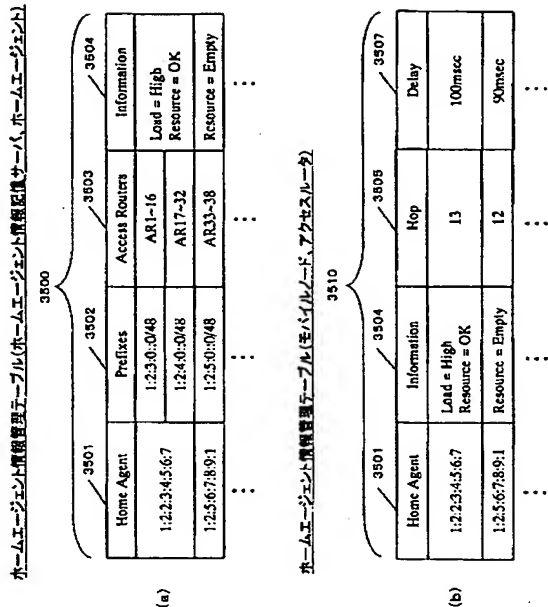 ホームエージェント情報管理テーブル(ホームエージェント情報記憶サーバ、ホームエージェント)
3500
3501 3502 3503 3504
Home Agent Prefixes Access Routers Information
1:2:2:3:4:5:6:7 1:2:3:0::0/48 AR1~16 Load = High
Resource = OK
1:2:4:0::0/48 AR17~32
1:2:5:6:7:8:9:1 1:2:5:0::0/48 AR33~38 Resource = Empty
(a)
ホームエージェント情報管理テーブル(モバイルノード、アクセスルータ)
3510
3501 3504 3505 3507
Home Agent Information Hop Delay
1:2:2:3:4:5:6:7 Load = High
Resource = OK 13 100msec
1:2:5:6:7:8:9:1 Resource = Empty 12 90msec
(b)